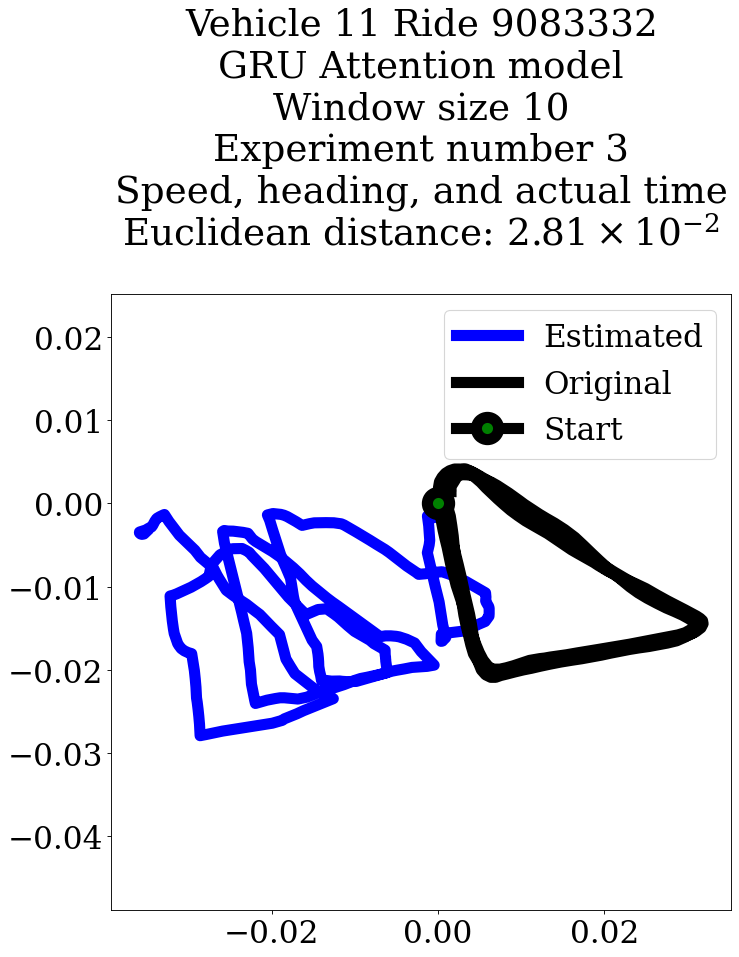 Vehicle 11 Ride 9083332
GRU Attention model
Window size 10
Experiment number 3
Speed, heading, and actual time
Euclidean distance: 2.81 × 10⁻²
Estimated
Original
Start
0.02
0.01
0.00
−0.01
−0.02
−0.03
−0.04
−0.02
0.00
0.02